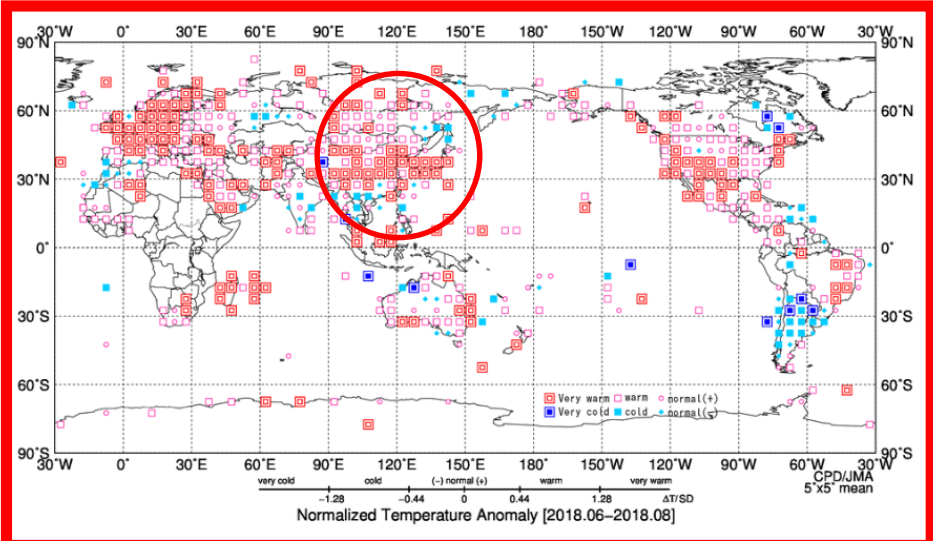 30˚W 0˚ 30˚E 60˚E 90˚E 120˚E 150˚E 180˚ 150˚W 120˚W 90˚W 60˚W 30˚W
90˚N 90˚N
60˚N 60˚N
30˚N 30˚N
0˚ 0˚
30˚S 30˚S
60˚S 60˚S
Very warm warm normal(+)
Very cold cold normal(-)
90˚S 90˚S
30˚W 0˚ 30˚E 60˚E 90˚E 120˚E 150˚E 180˚ 150˚W 120˚W 90˚W 60˚W 30˚W
CPD/JMA
5˚x5˚ mean
very cold cold (−) normal (+) warm very warm
−1.28 −0.44 0 0.44 1.28 ΔT/SD
Normalized Temperature Anomaly [2018.06−2018.08]